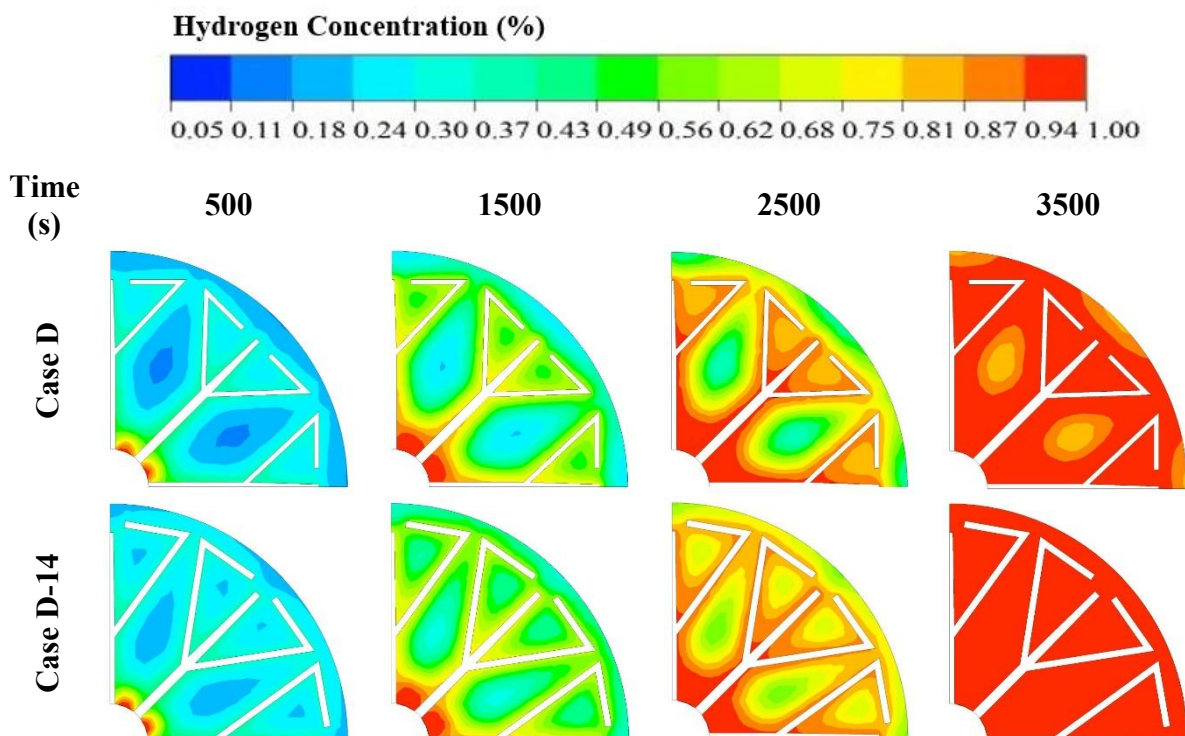 Hydrogen Concentration (%)
0.05 0.11 0.18 0.24 0.30 0.37 0.43 0.49 0.56 0.62 0.68 0.75 0.81 0.87 0.94 1.00
Time
(s)
500 1500 2500 3500
Case D
Case D-14